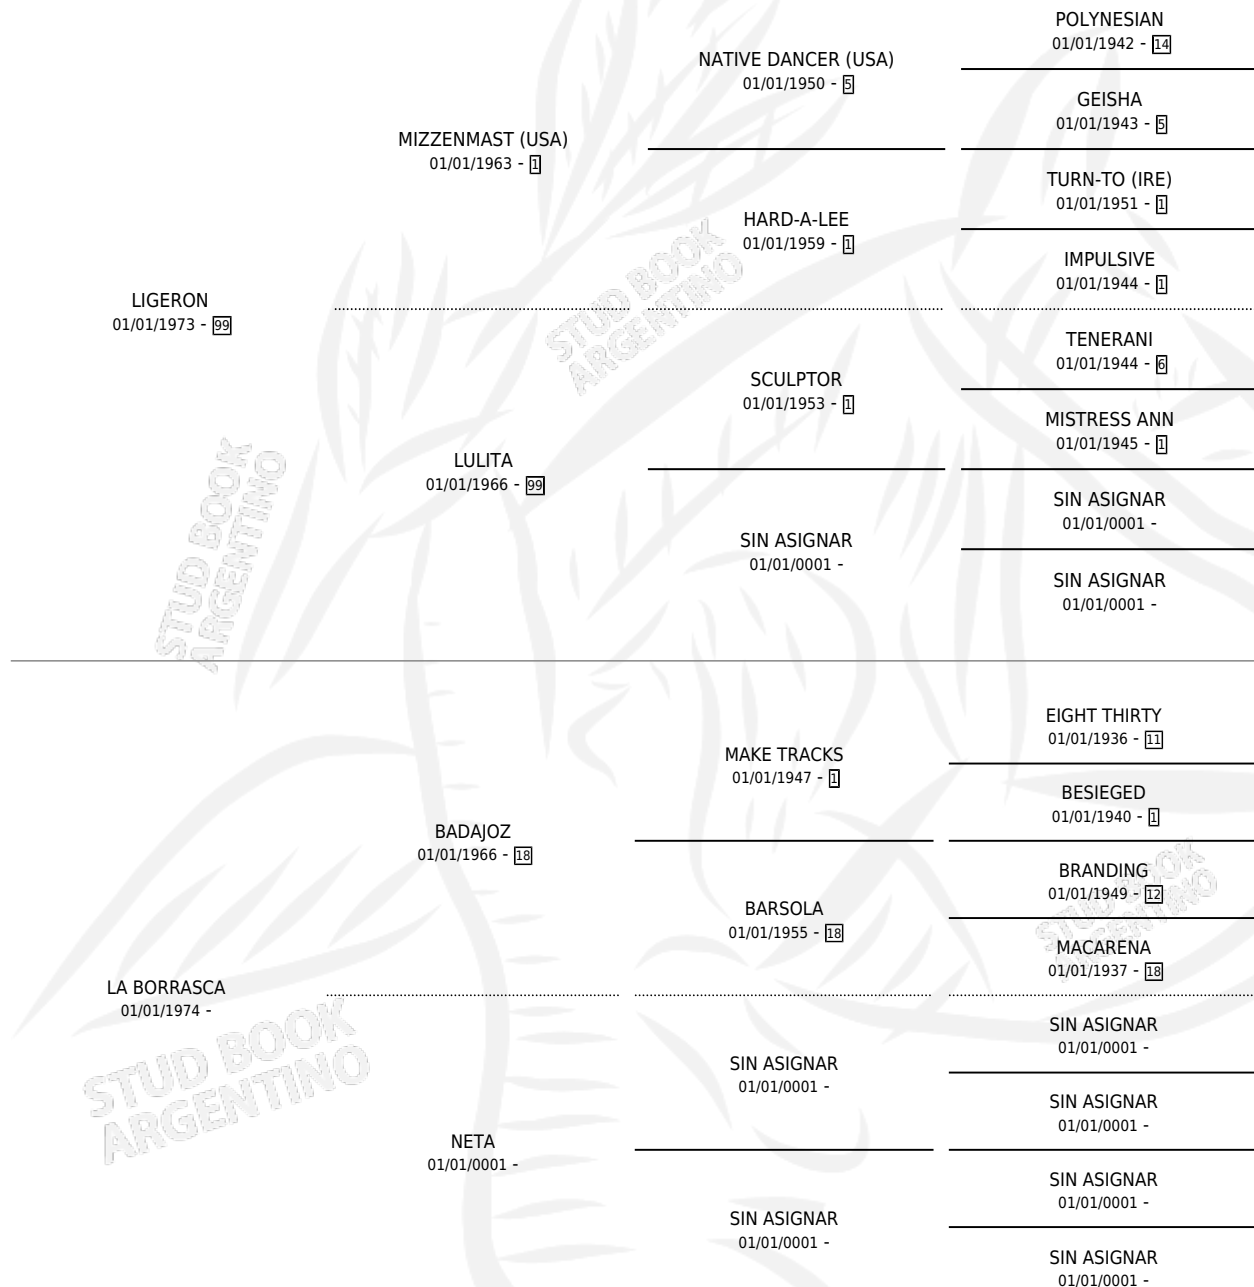 POLYNESIAN
01/01/1942 - 14
NATIVE DANCER (USA)
01/01/1950 - 5
GEISHA
01/01/1943 - 5
MIZZENMAST (USA)
01/01/1963 - 1
TURN-TO (IRE)
01/01/1951 - 1
HARD-A-LEE
01/01/1959 - 1
IMPULSIVE
01/01/1944 - 1
LIGERON
01/01/1973 - 99
TENERANI
01/01/1944 - 6
SCULPTOR
01/01/1953 - 1
MISTRESS ANN
01/01/1945 - 1
LULITA
01/01/1966 - 99
SIN ASIGNAR
01/01/0001 -
SIN ASIGNAR
01/01/0001 -
SIN ASIGNAR
01/01/0001 -
EIGHT THIRTY
01/01/1936 - 11
MAKE TRACKS
01/01/1947 - 1
BESIEGED
01/01/1940 - 1
BADAJOZ
01/01/1966 - 18
BRANDING
01/01/1949 - 12
BARSOLA
01/01/1955 - 18
MACARENA
01/01/1937 - 18
LA BORRASCA
01/01/1974 -
SIN ASIGNAR
01/01/0001 -
SIN ASIGNAR
01/01/0001 -
SIN ASIGNAR
01/01/0001 -
NETA
01/01/0001 -
SIN ASIGNAR
01/01/0001 -
SIN ASIGNAR
01/01/0001 -
SIN ASIGNAR
01/01/0001 -
STUD BOOK
ARGENTINO
STUD BOOK
ARGENTINO
STUD BOOK
ARGENTINO
STUD BOOK
ARGENTINO